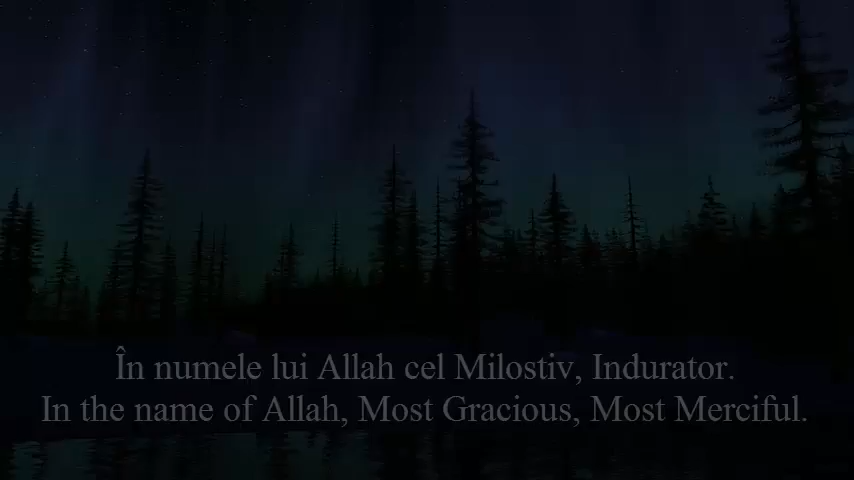 În numele lui Allah cel Milostiv, Indurator.
In the name of Allah, Most Gracious, Most Merciful.